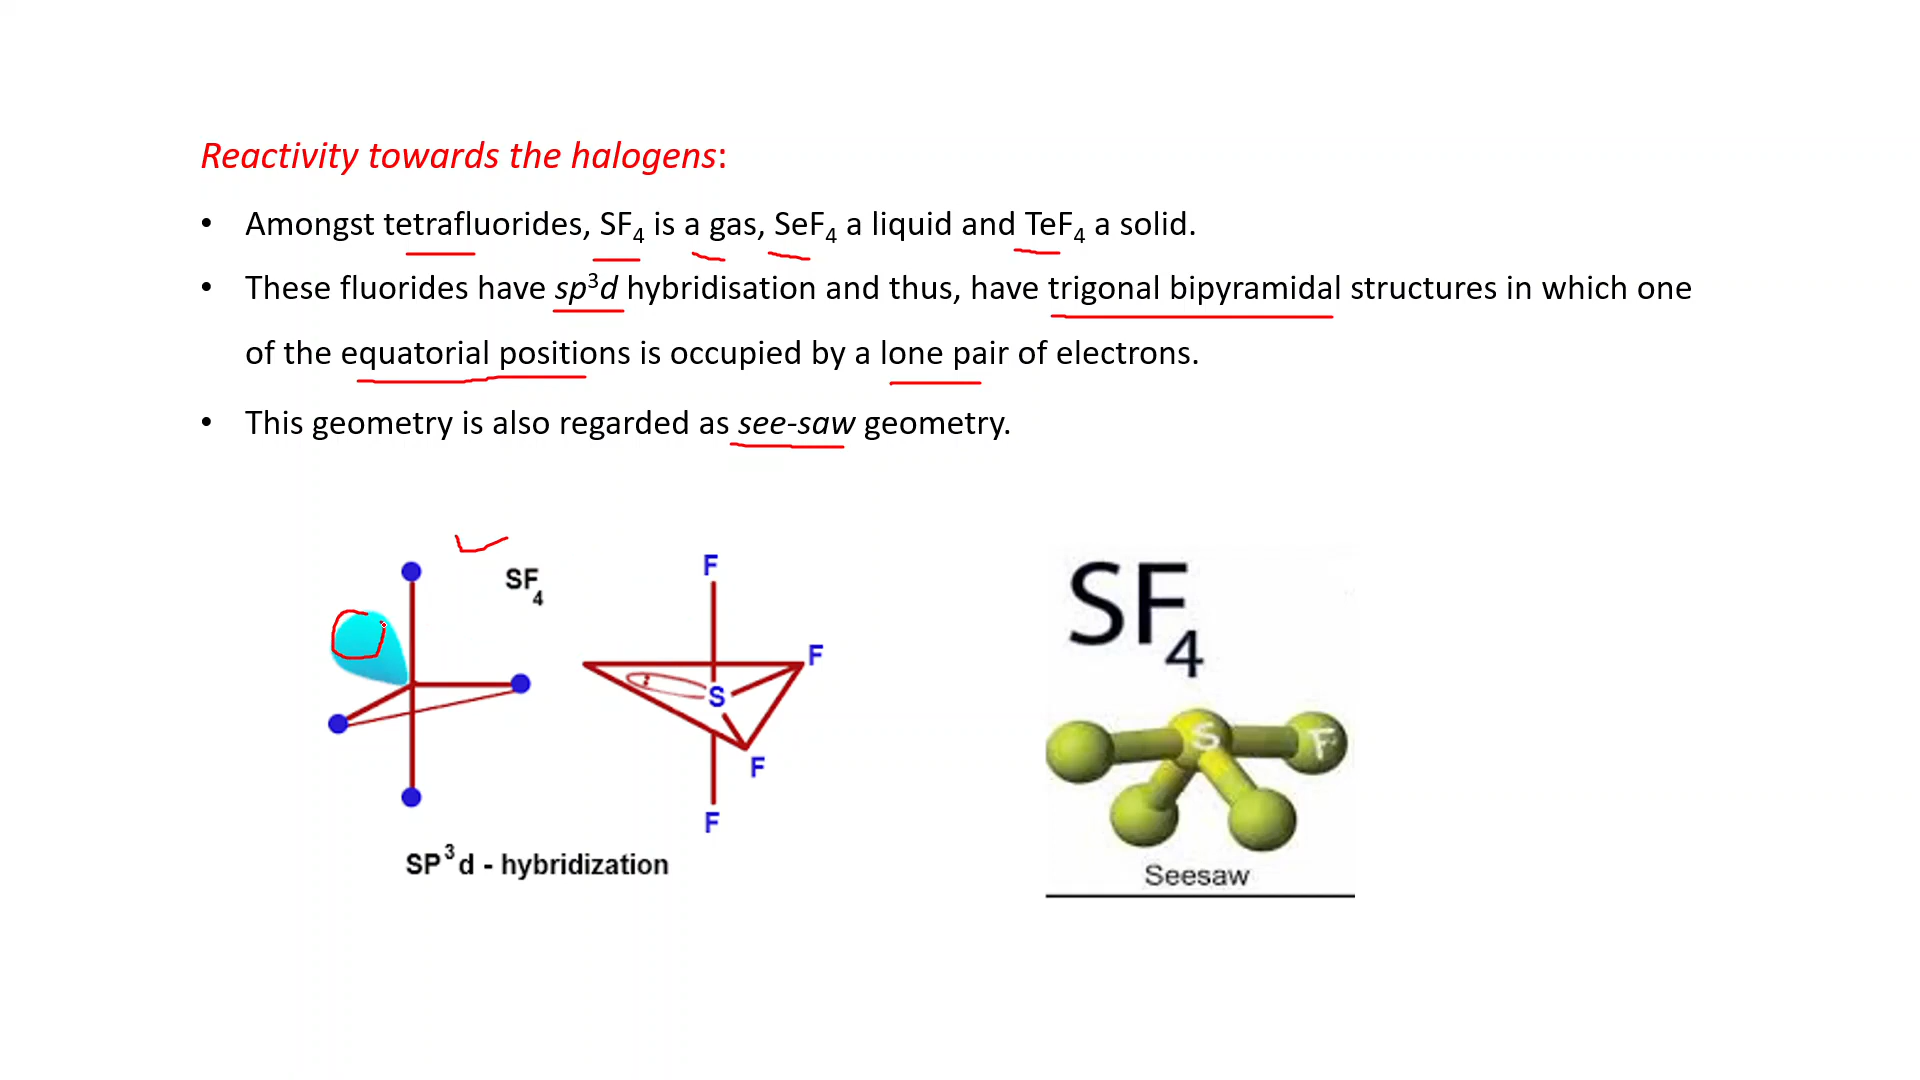 Reactivity towards the halogens:
• Amongst tetrafluorides, SF₄ is a gas, SeF₄ a liquid and TeF₄ a solid.
• These fluorides have sp³d hybridisation and thus, have trigonal bipyramidal structures in which one
of the equatorial positions is occupied by a lone pair of electrons.
• This geometry is also regarded as see-saw geometry.
SF₄
F
F
S
F
F
SP³d - hybridization
SF₄
S
F
Seesaw